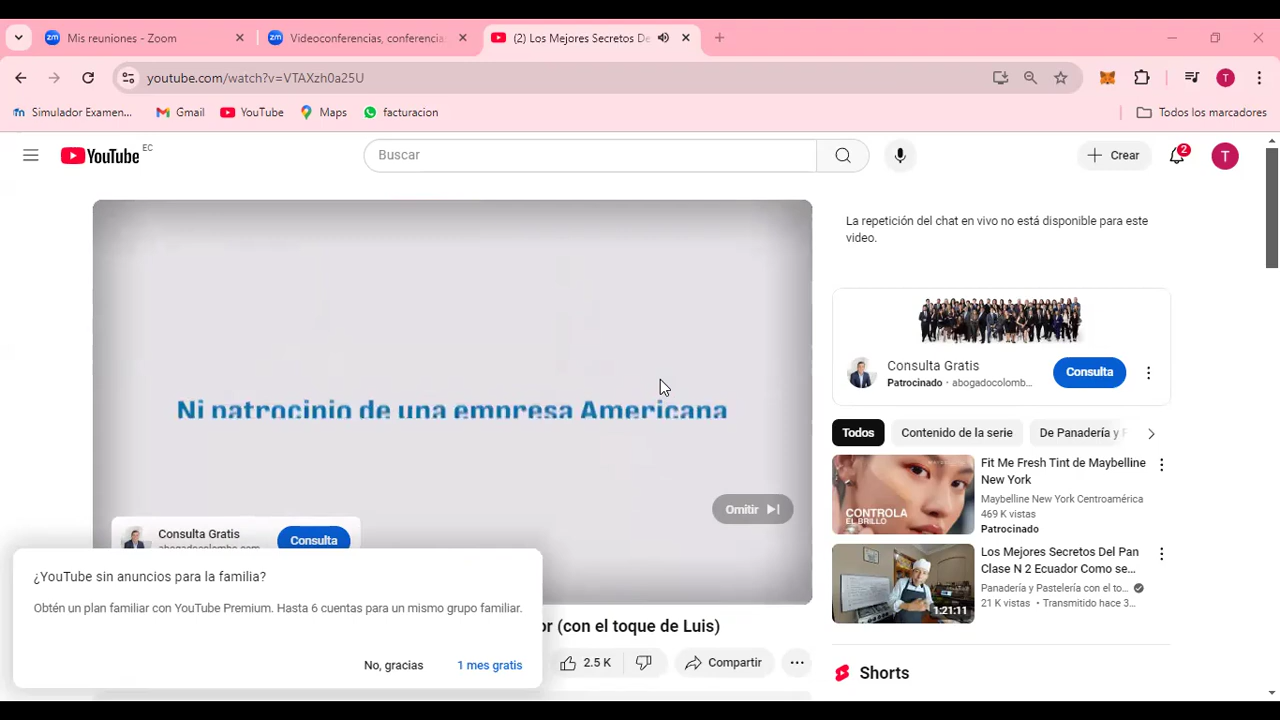 Mis reuniones - Zoom
Videoconferencias, conferencia
(2) Los Mejores Secretos De
youtube.com/watch?v=VTAXzh0a25U
T
Simulador Examen...
Gmail
YouTube
Maps
facturacion
Todos los marcadores
YouTube EC
Buscar
Crear
2
T
La repetición del chat en vivo no está disponible para este
video.
Ni patrocinio de una empresa Americana
Omitir
Consulta Gratis
Consulta
Consulta Gratis
Patrocinado · abogadocolomb...
Consulta
Todos
Contenido de la serie
De Panadería y
Fit Me Fresh Tint de Maybelline
New York
Maybelline New York Centroamérica
469 K vistas
Patrocinado
CONTROLA
EL BRILLO
Los Mejores Secretos Del Pan
Clase N 2 Ecuador Como se...
Panadería y Pastelería con el to...
21 K vistas · Transmitido hace 3...
1:21:11
Shorts
¿YouTube sin anuncios para la familia?
Obtén un plan familiar con YouTube Premium. Hasta 6 cuentas para un mismo grupo familiar.
No, gracias
1 mes gratis
or (con el toque de Luis)
2.5 K
Compartir